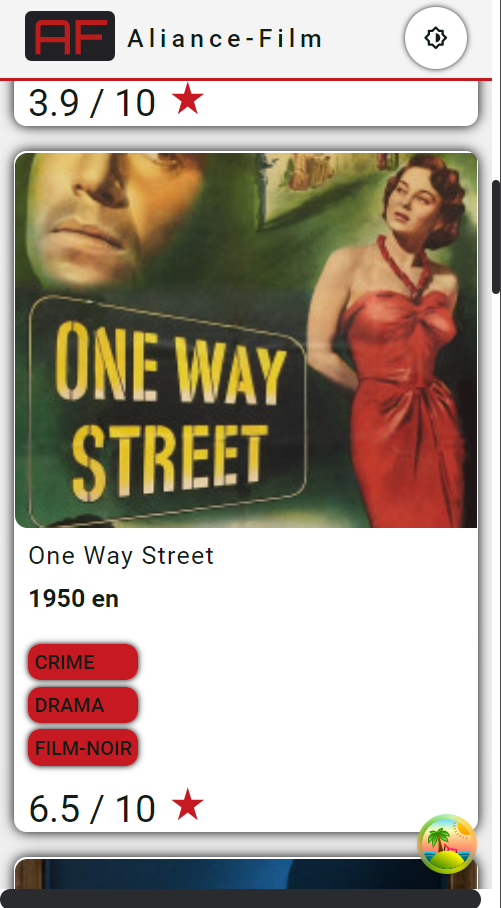 AF Aliance-Film
3.9 / 10
ONE WAY
STREET
One Way Street
1950 en
CRIME
DRAMA
FILM-NOIR
6.5 / 10